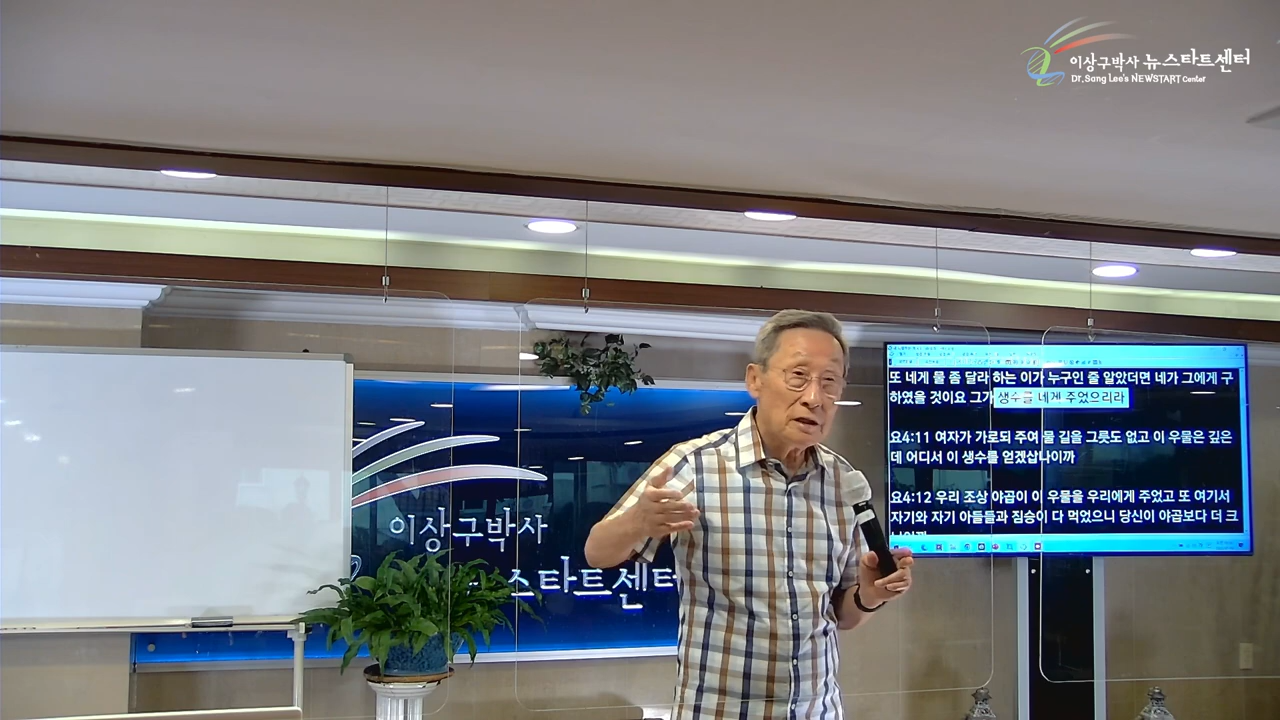 이상구박사 뉴스타트센터
Dr. Sang Lee's NEWSTART Center
또 네게 물 좀 달라 하는 이가 누구인 줄 알았더면 네가 그에게 구
하였을 것이요 그가 생수를 네게 주었으리라
요4:11 여자가 가로되 주여 물 길을 그릇도 없고 이 우물은 깊은
데 어디서 이 생수를 얻겠삽나이까
요4:12 우리 조상 야곱이 이 우물을 우리에게 주었고 또 여기서
자기와 자기 아들들과 짐승이 다 먹었으니 당신이 야곱보다 더 크
이상구박사
스타트센터